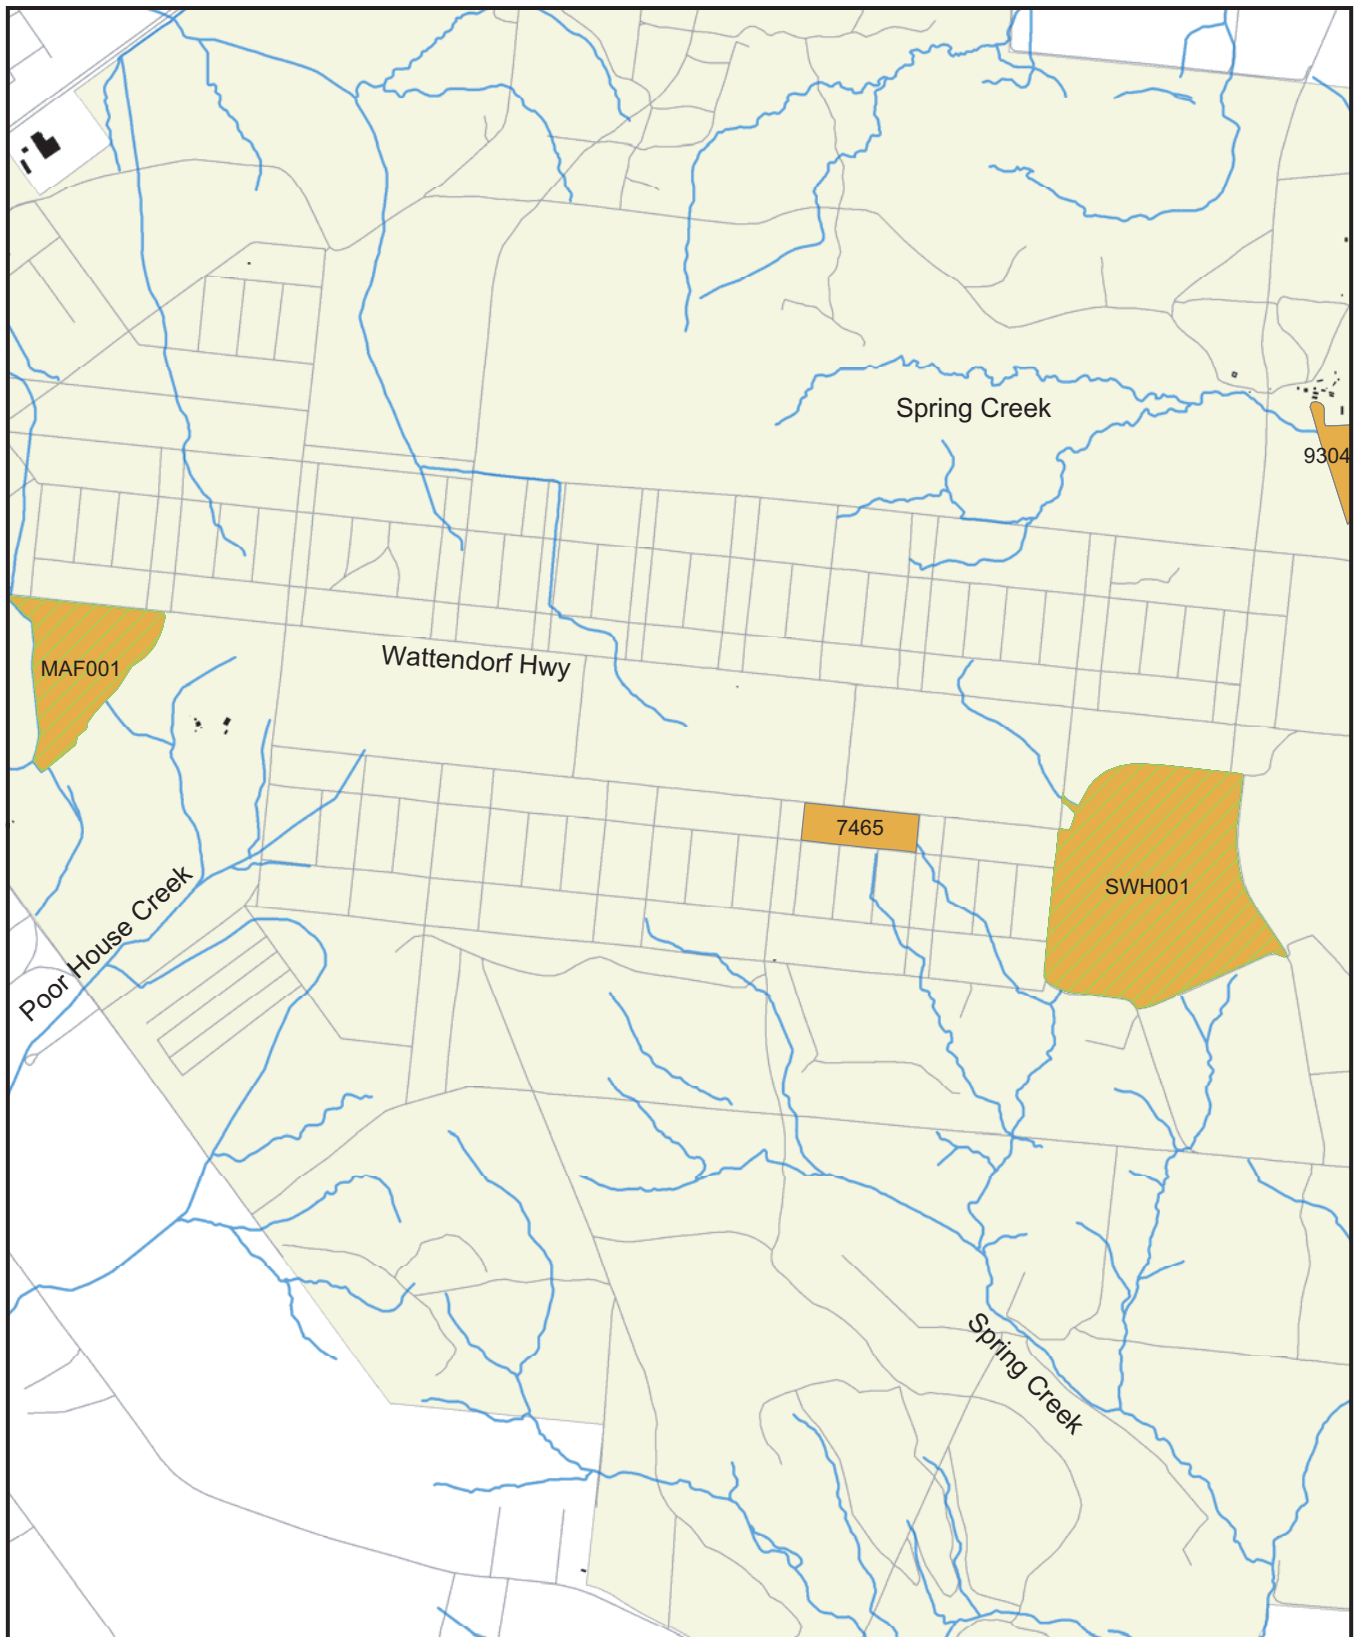 Spring Creek
9304
Wattendorf Hwy
MAF001
7465
SWH001
Poor House Creek
Spring Creek